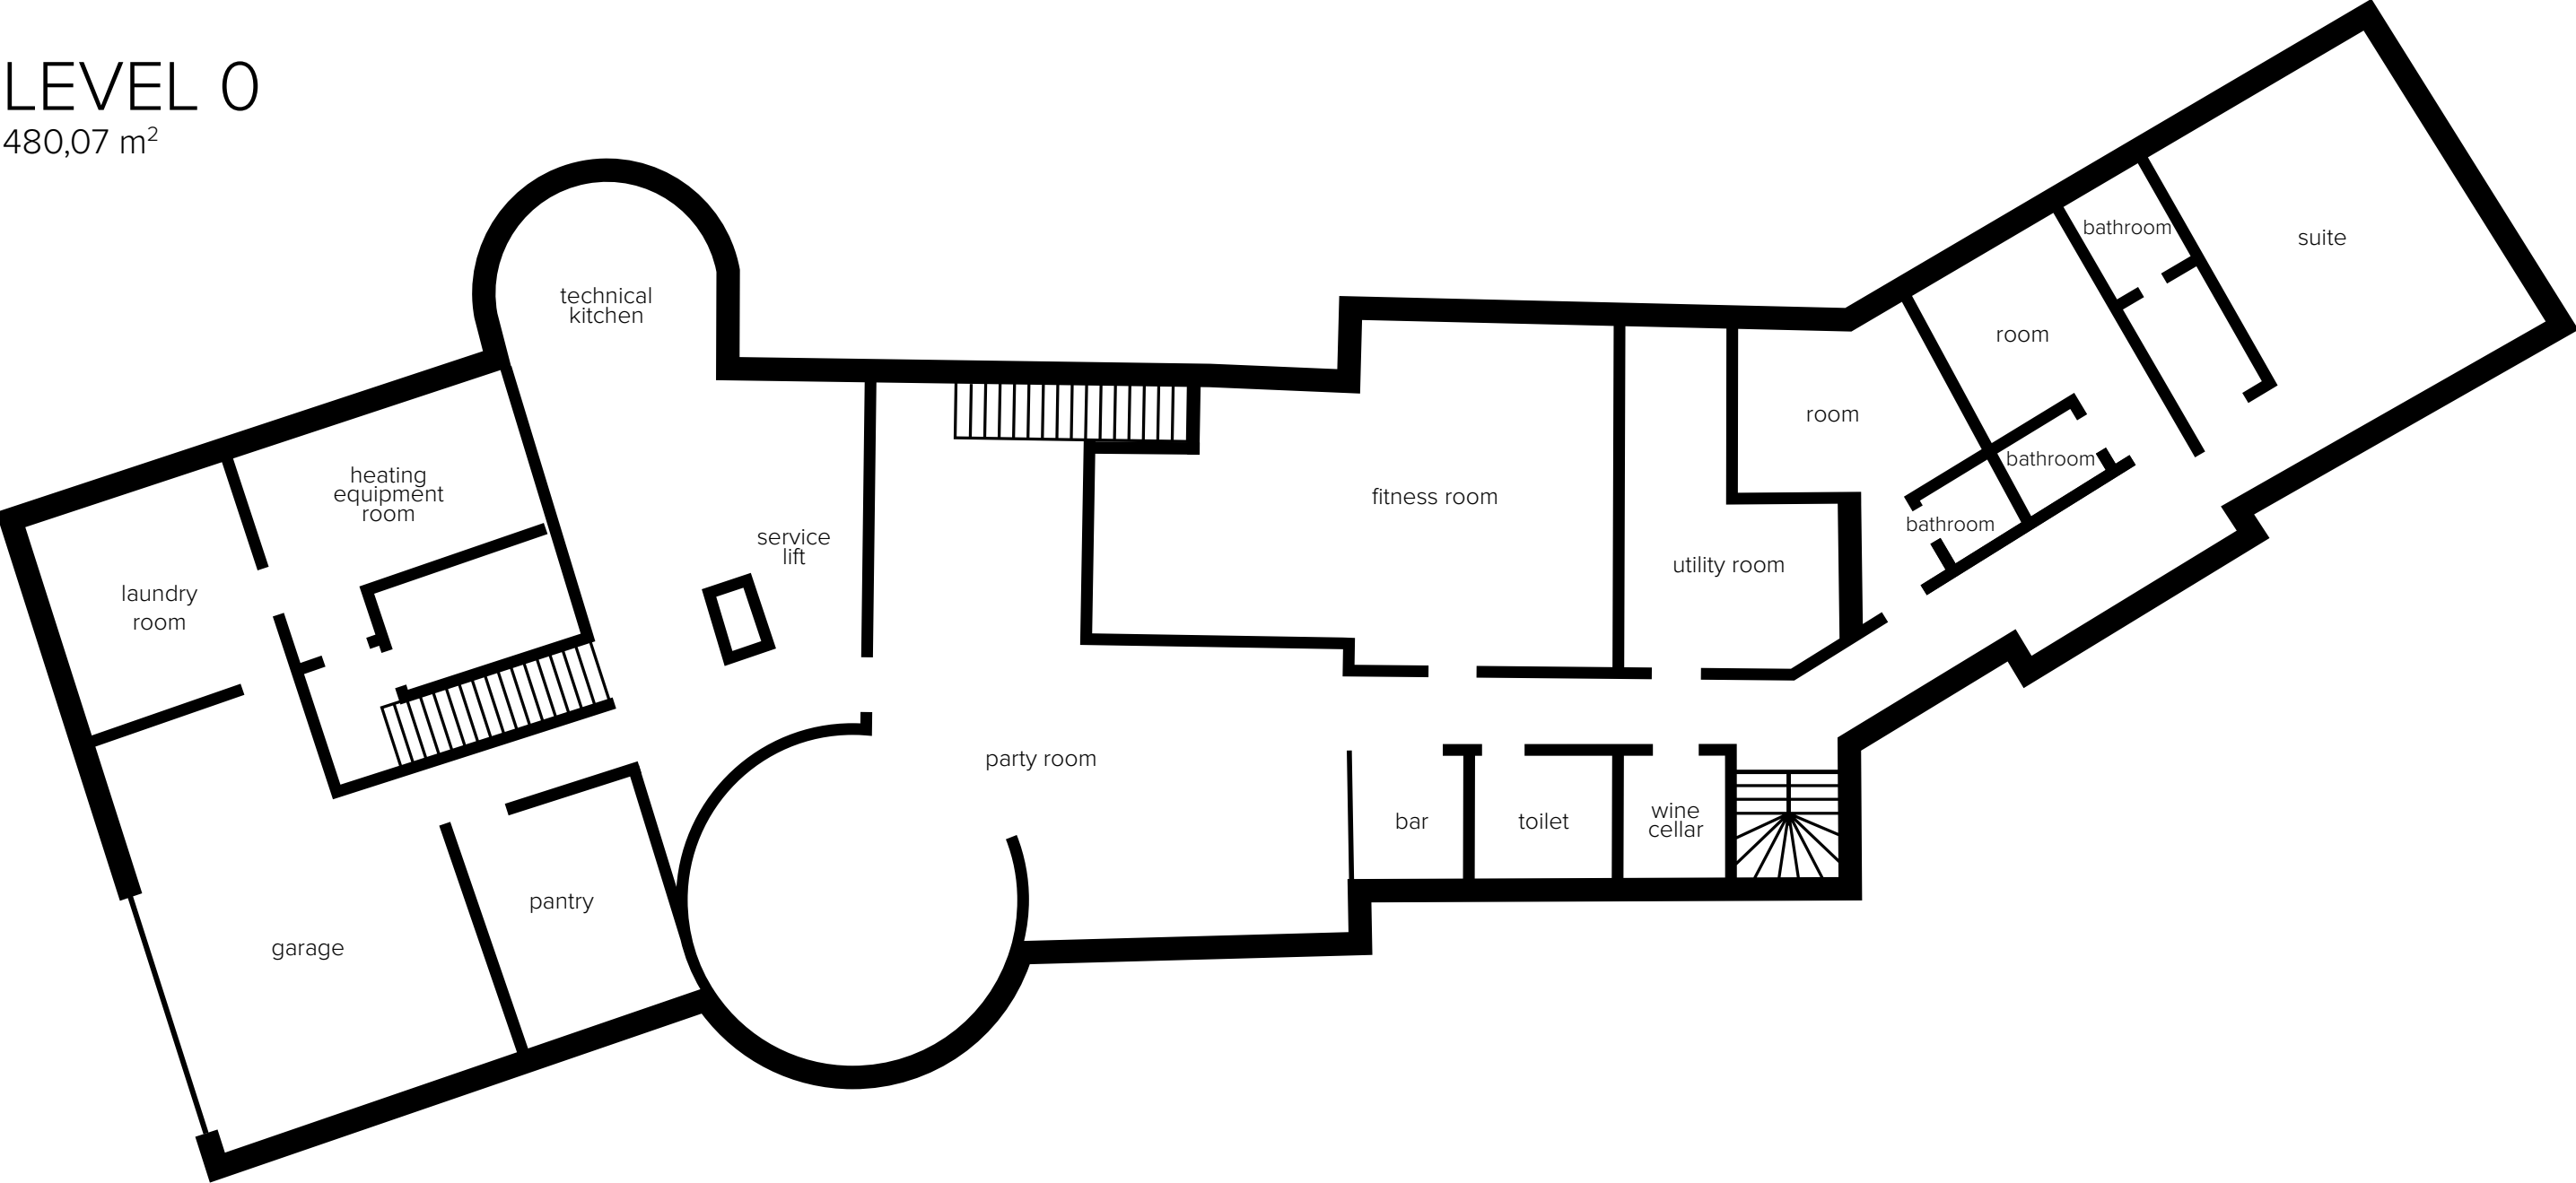 LEVEL 0
480,07 m²
technical
kitchen
heating
equipment
room
laundry
room
service
lift
garage
pantry
party room
fitness room
utility room
bar
toilet
wine
cellar
room
bathroom
room
bathroom
bathroom
suite